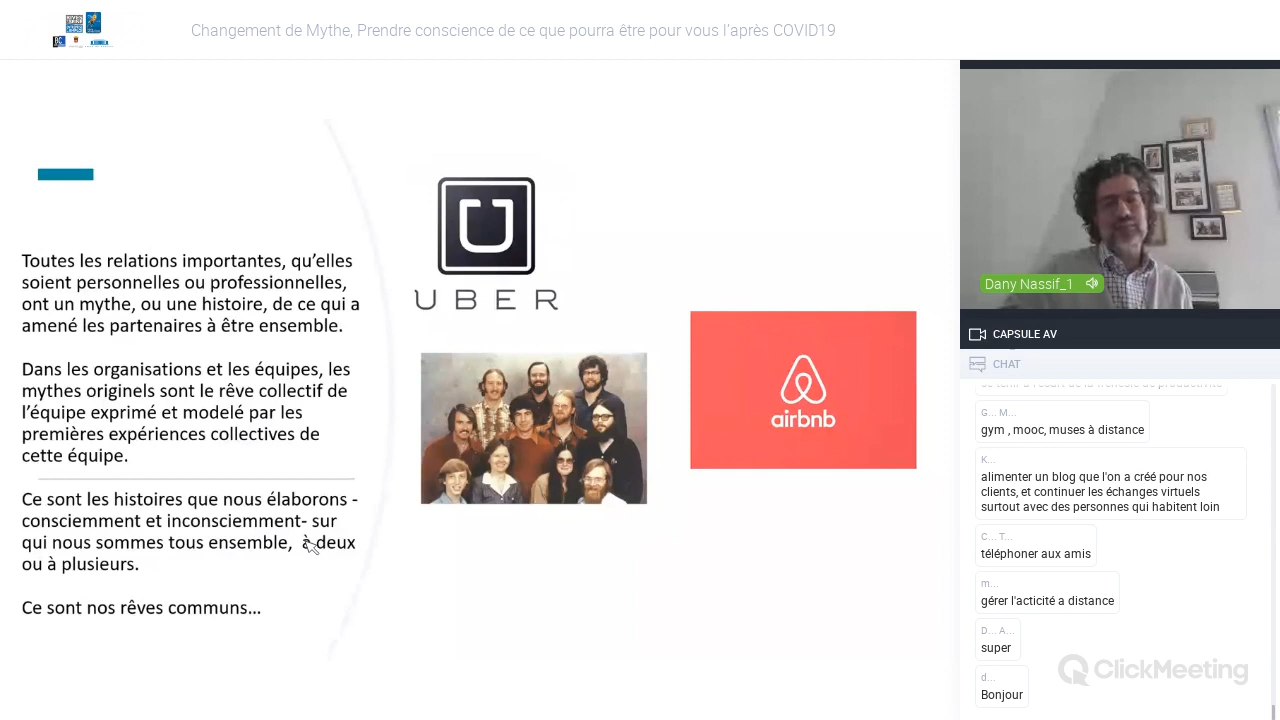 Changement de Mythe, Prendre conscience de ce que pourra être pour vous l'après COVID19
Toutes les relations importantes, qu'elles
soient personnelles ou professionnelles,
ont un mythe, ou une histoire, de ce qui a
amené les partenaires à être ensemble.
Dans les organisations et les équipes, les
mythes originels sont le rêve collectif de
l'équipe exprimé et modelé par les
premières expériences collectives de
cette équipe.
Ce sont les histoires que nous élaborons -
consciemment et inconsciemment- sur
qui nous sommes tous ensemble, à deux
ou à plusieurs.
Ce sont nos rêves communs...
UBER
airbnb
Dany Nassif_1
CAPSULE AV
CHAT
G... M...
gym , mooc, muses à distance
K...
alimenter un blog que l'on a créé pour nos
clients, et continuer les échanges virtuels
surtout avec des personnes qui habitent loin
C... T...
téléphoner aux amis
m...
gérer l'acticité a distance
D... A...
super
d...
Bonjour
ClickMeeting